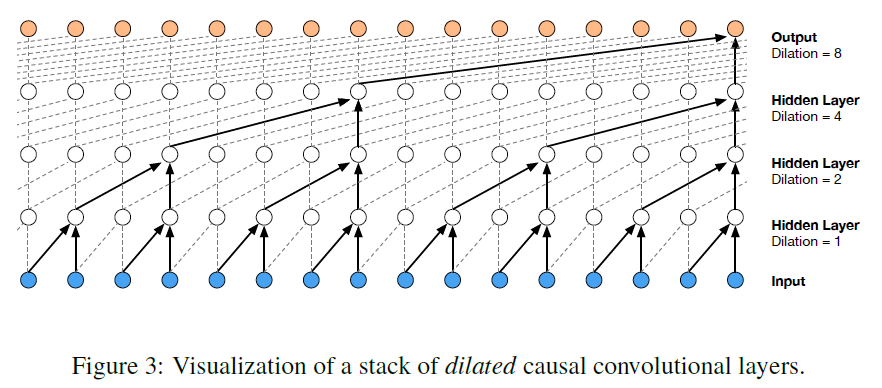 Output
Dilation = 8
Hidden Layer
Dilation = 4
Hidden Layer
Dilation = 2
Hidden Layer
Dilation = 1
Input
Figure 3: Visualization of a stack of dilated causal convolutional layers.